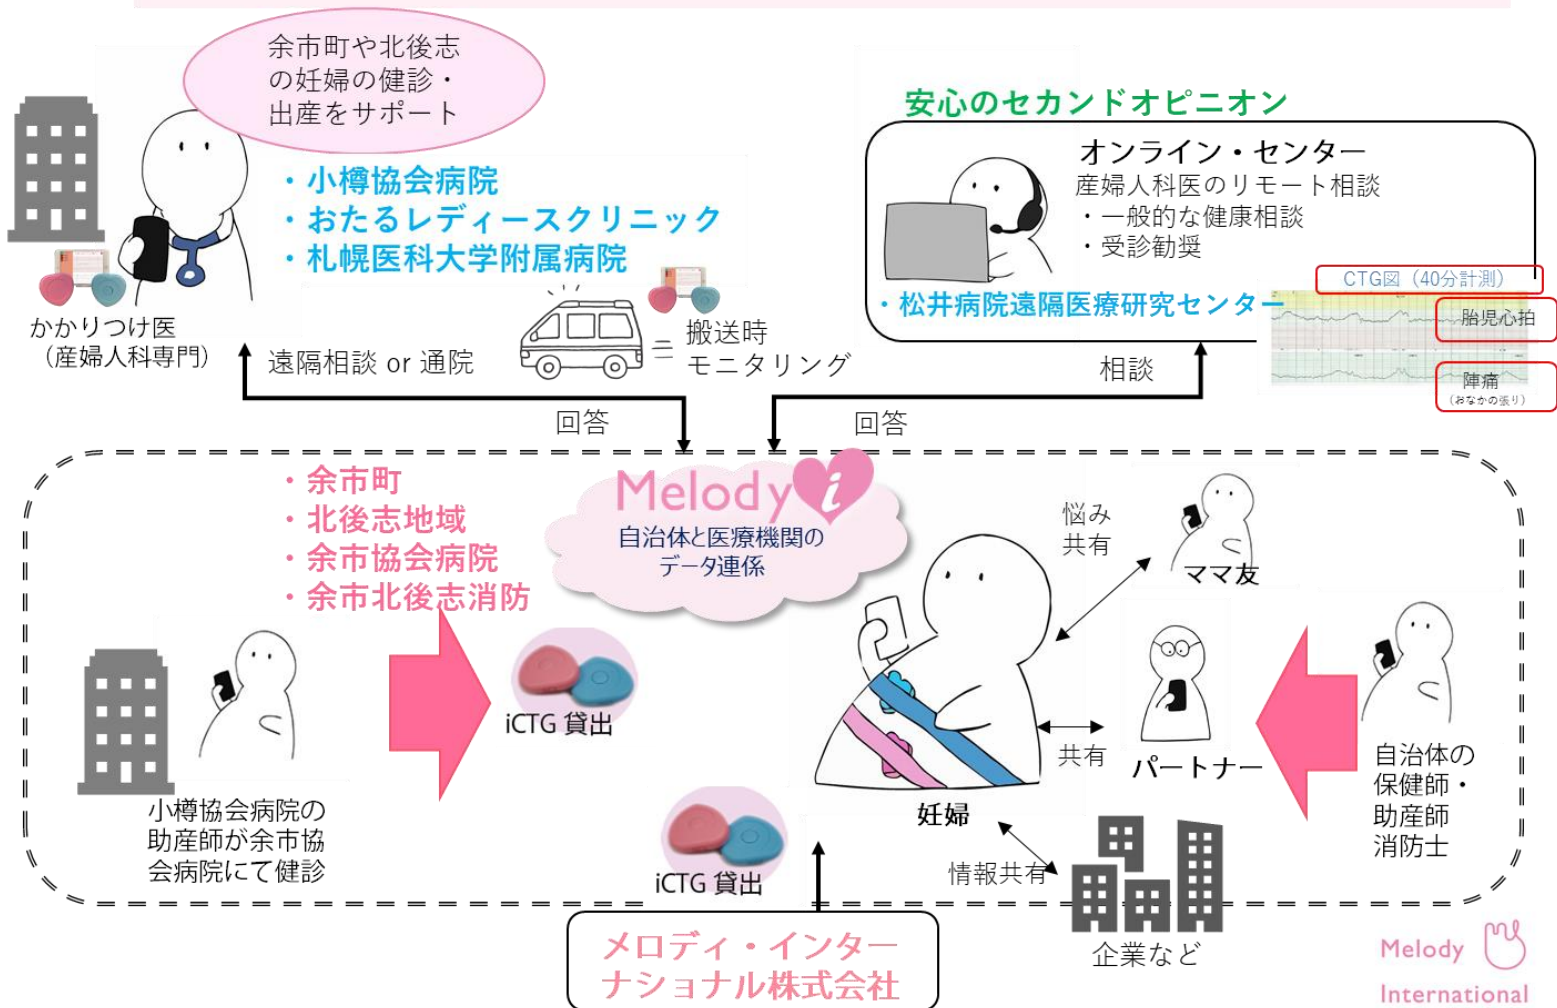 余市町や北後志
の妊婦の健診・
出産をサポート
・小樽協会病院
・おたるレディースクリニック
・札幌医科大学附属病院
かかりつけ医
（産婦人科専門）
遠隔相談 or 通院
＝ 搬送時
モニタリング
回答
安心のセカンドオピニオン
オンライン・センター
産婦人科医のリモート相談
・一般的な健康相談
・受診勧奨
・松井病院遠隔医療研究センター
CTG図（40分計測）
胎児心拍
陣痛
（おなかの張り）
相談
回答
・余市町
・北後志地域
・余市協会病院
・余市北後志消防
Melody i
自治体と医療機関の
データ連係
悩み
共有
ママ友
iCTG 貸出
共有
パートナー
妊婦
小樽協会病院の
助産師が余市協
会病院にて健診
自治体の
保健師・
助産師
消防士
iCTG 貸出
情報共有
企業など
メロディ・インター
ナショナル株式会社
Melody
International